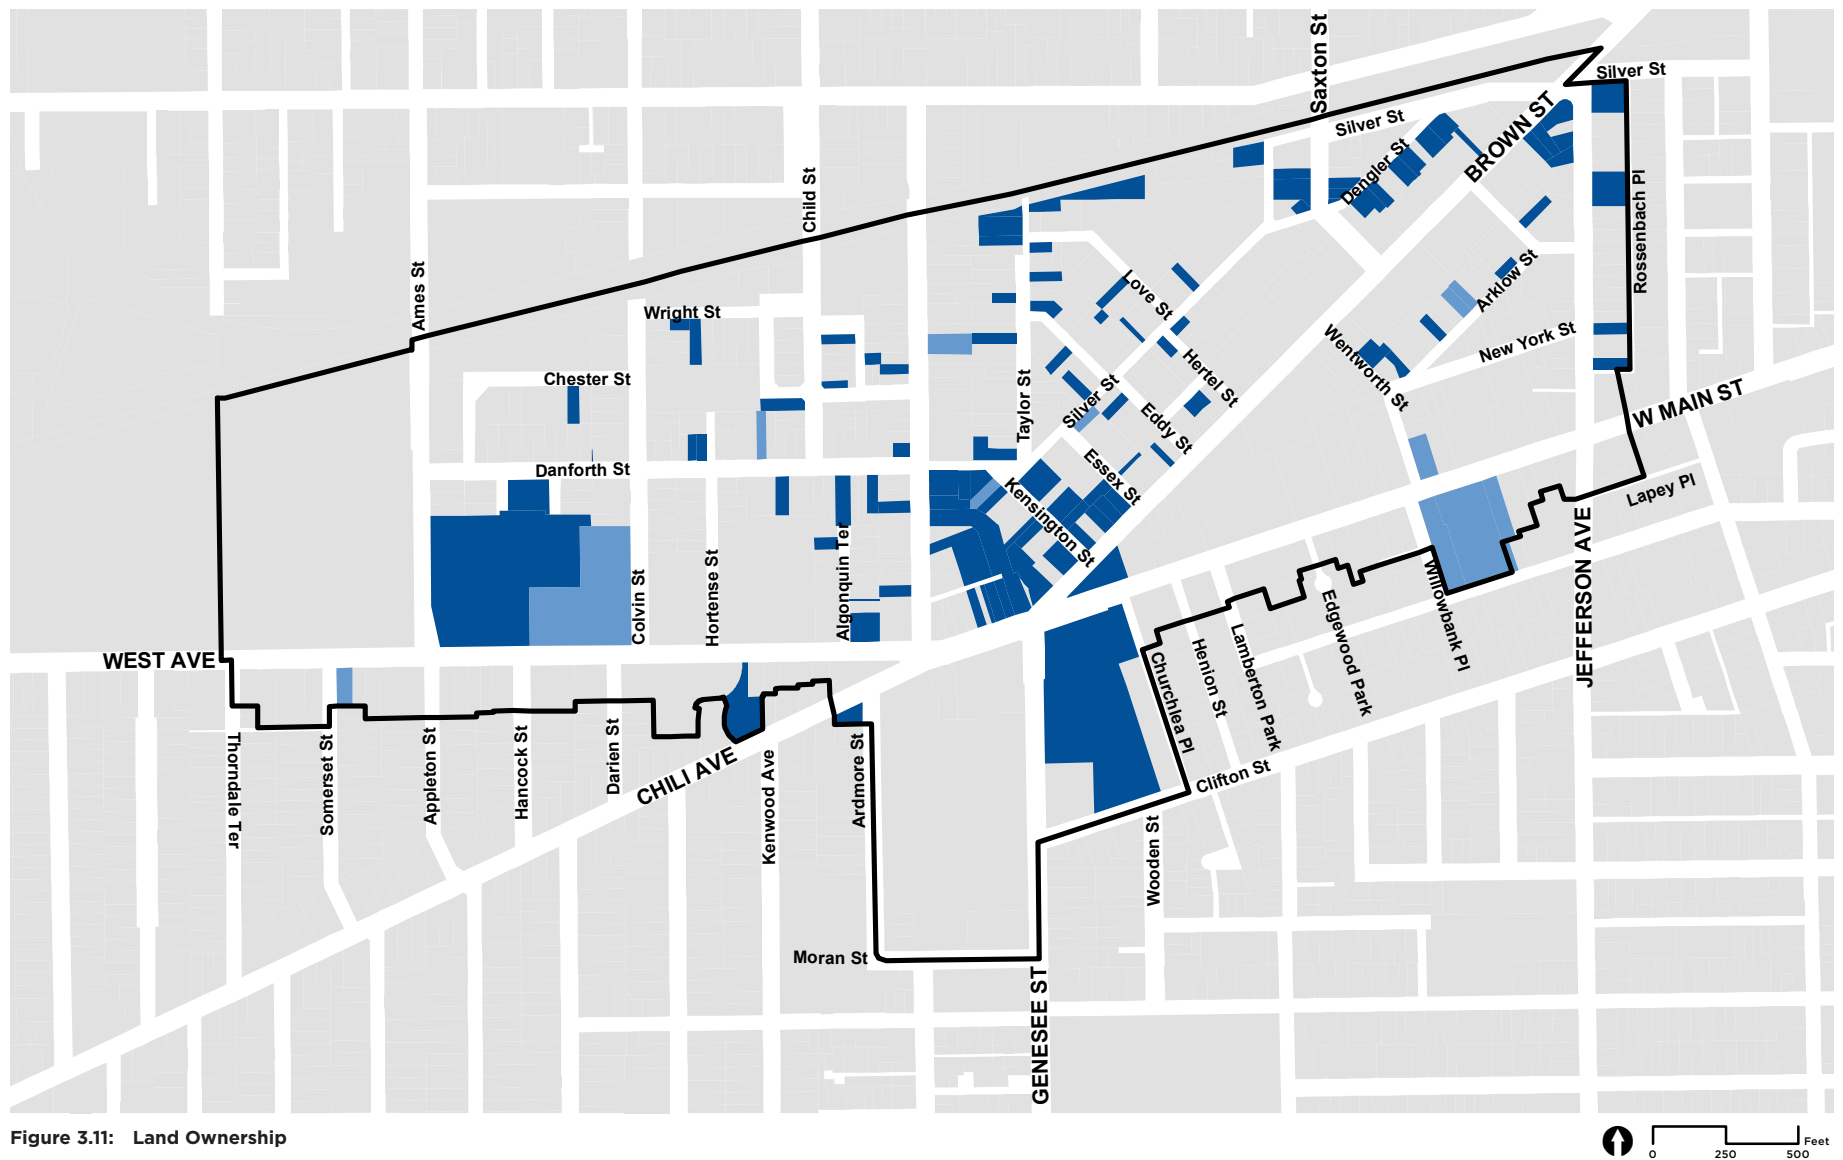 Saxton St
Silver St
Silver St
BROWN ST
Dengler St
Child St
Rossenbach Pl
Ames St
Love St
Arklow St
Wright St
New York St
Wentworth St
Hertel St
Chester St
Taylor St
Silver St
W MAIN ST
Eddy St
Danforth St
Essex St
Kensington St
Lapey Pl
JEFFERSON AVE
Colvin St
Hortense St
Algonquin Ter
Willowbank Pl
Edgewood Park
Lamberton Park
Henion St
Churchlea Pl
WEST AVE
Thorndale Ter
Somerset St
Appleton St
Hancock St
Darien St
CHILI AVE
Kenwood Ave
Ardmore St
Clifton St
Wooden St
Moran St
GENESEE ST
Figure 3.11: Land Ownership
Feet
0 250 500